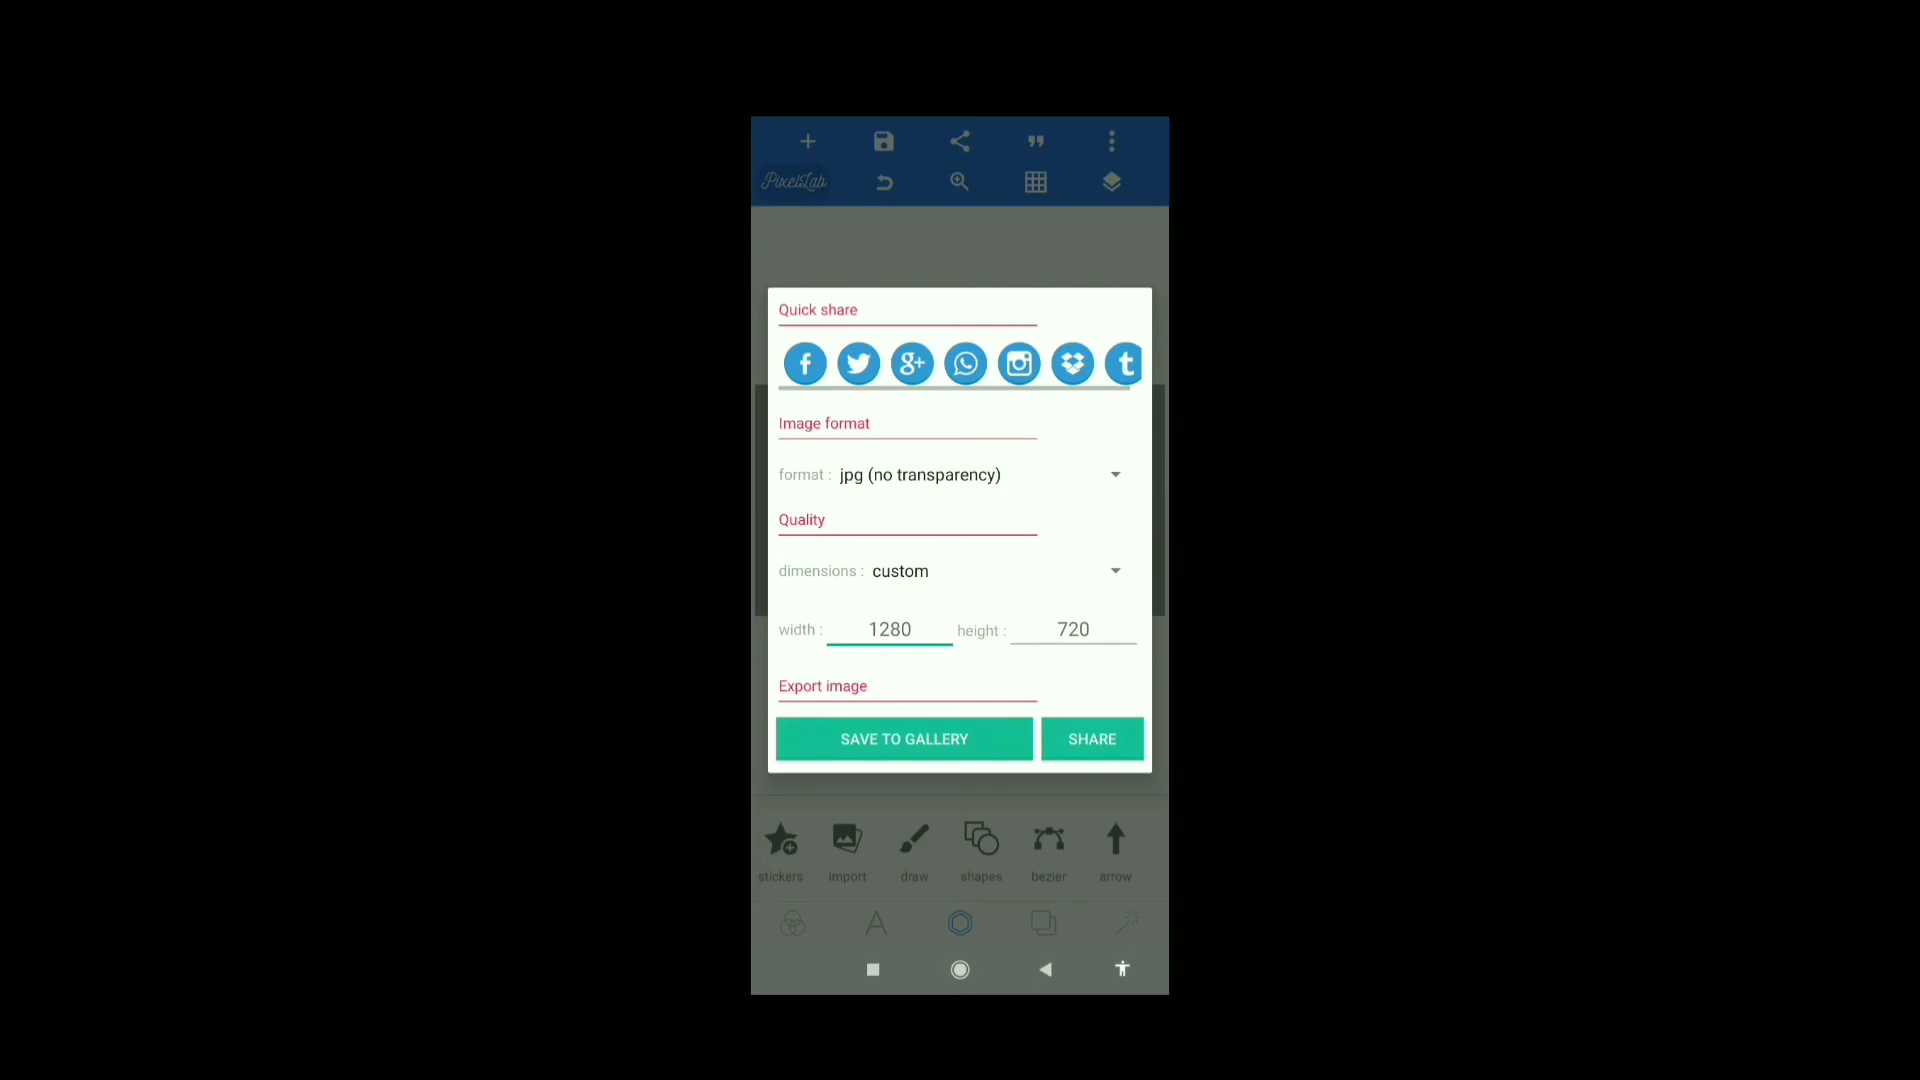 PixelLab
Quick share
Image format
format : jpg (no transparency)
Quality
dimensions : custom
width : 1280 height : 720
Export image
SAVE TO GALLERY SHARE
stickers import draw shapes bezier arrow